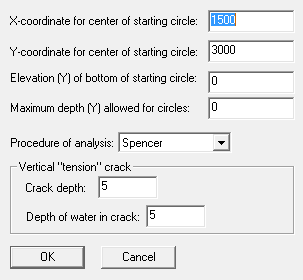 X-coordinate for center of starting circle: 1500
Y-coordinate for center of starting circle: 3000
Elevation (Y) of bottom of starting circle: 0
Maximum depth (Y) allowed for circles: 0
Procedure of analysis: Spencer
Vertical "tension" crack
Crack depth: 5
Depth of water in crack: 5
OK Cancel